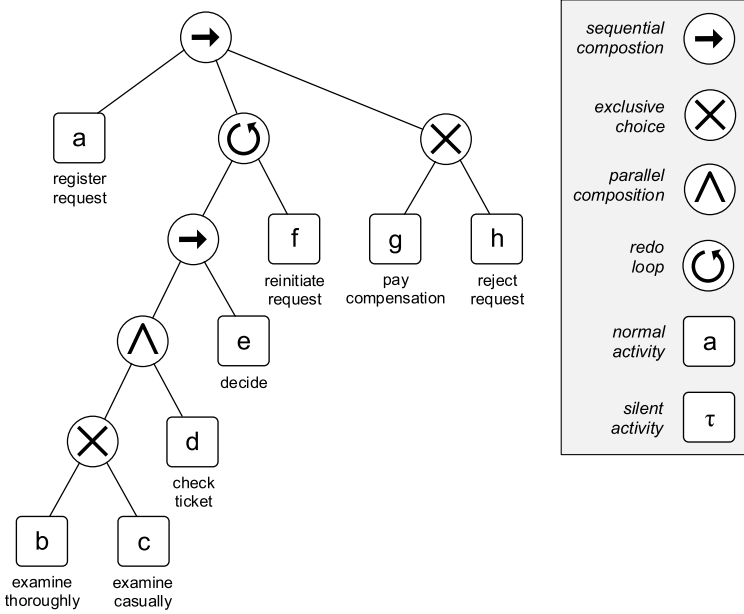 a
register
request
f
reinitiate
request
g
pay
compensation
h
reject
request
e
decide
d
check
ticket
b
examine
thoroughly
c
examine
casually
sequential
compostion
exclusive
choice
parallel
composition
redo
loop
normal
activity
a
silent
activity
τ